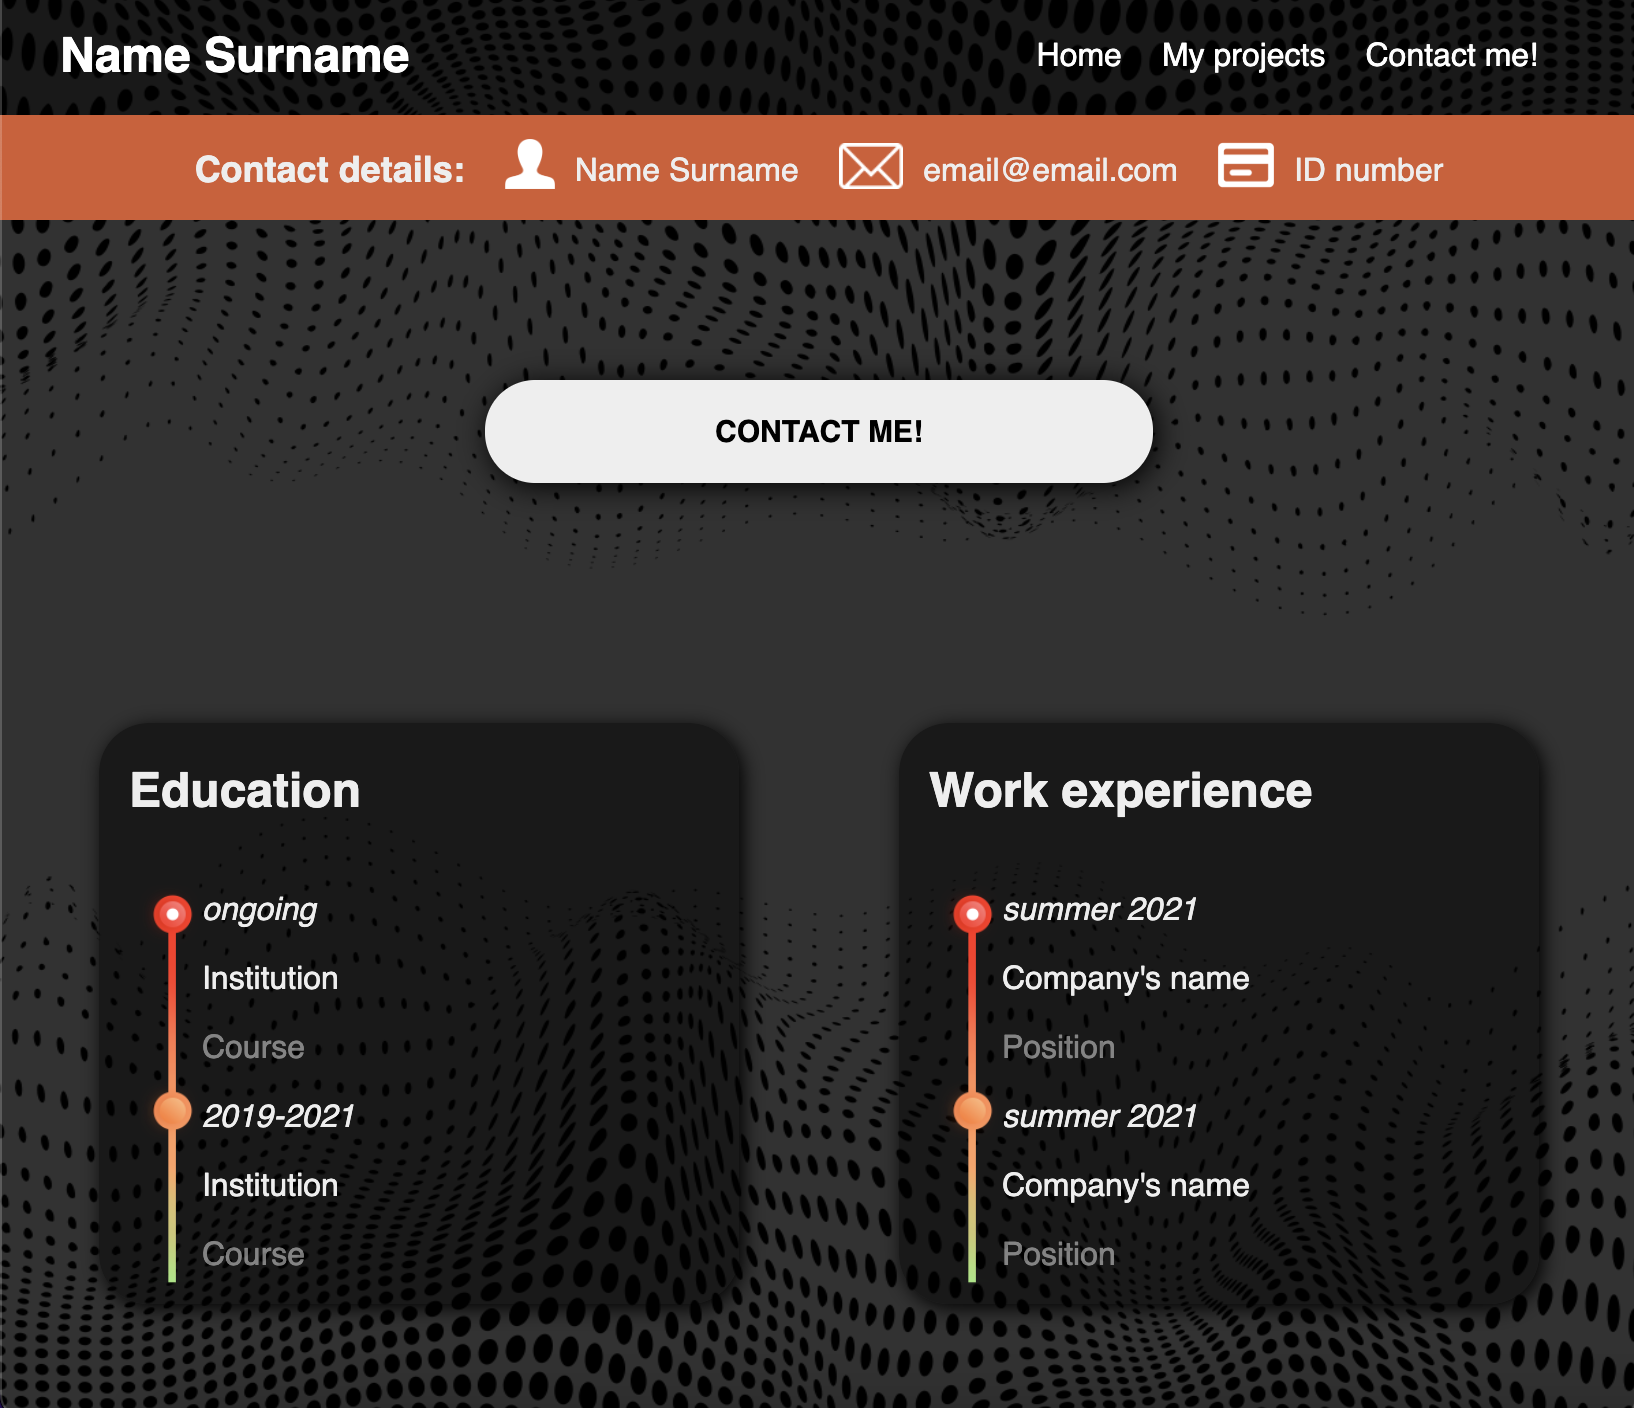 Name Surname Home My projects Contact me!
Contact details: Name Surname email@email.com ID number
CONTACT ME!
Education
ongoing
Institution
Course
2019-2021
Institution
Course
Work experience
summer 2021
Company's name
Position
summer 2021
Company's name
Position